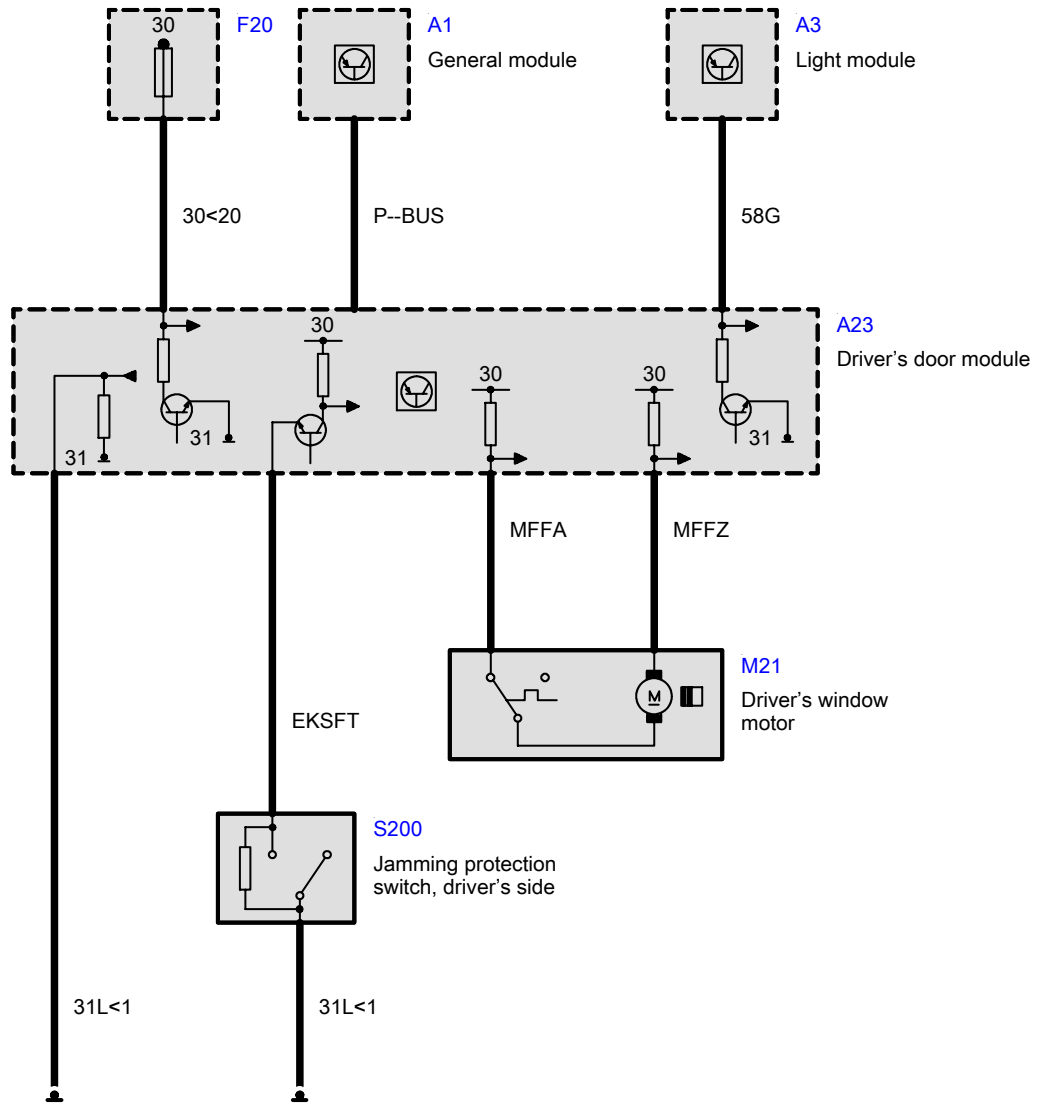 30
F20
A1
General module
A3
Light module
30<20
P--BUS
58G
A23
Driver's door module
30
30
30
31
31
31
MFFA
MFFZ
M21
Driver's window
motor
M
EKSFT
S200
Jamming protection
switch, driver's side
31L<1
31L<1